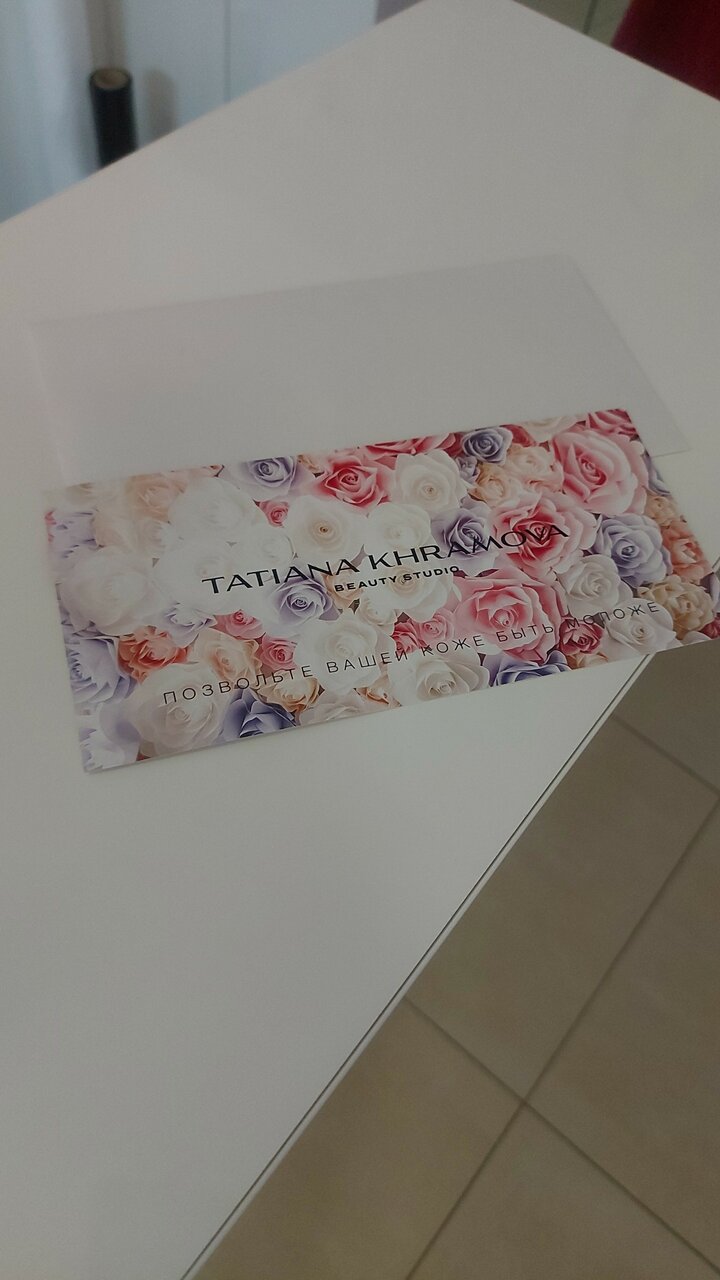 TATIANA KHRAMOVA
BEAUTY STUDIO
ПОЗВОЛЬТЕ ВАШЕЙ КОЖЕ БЫТЬ МОЛОЖЕ